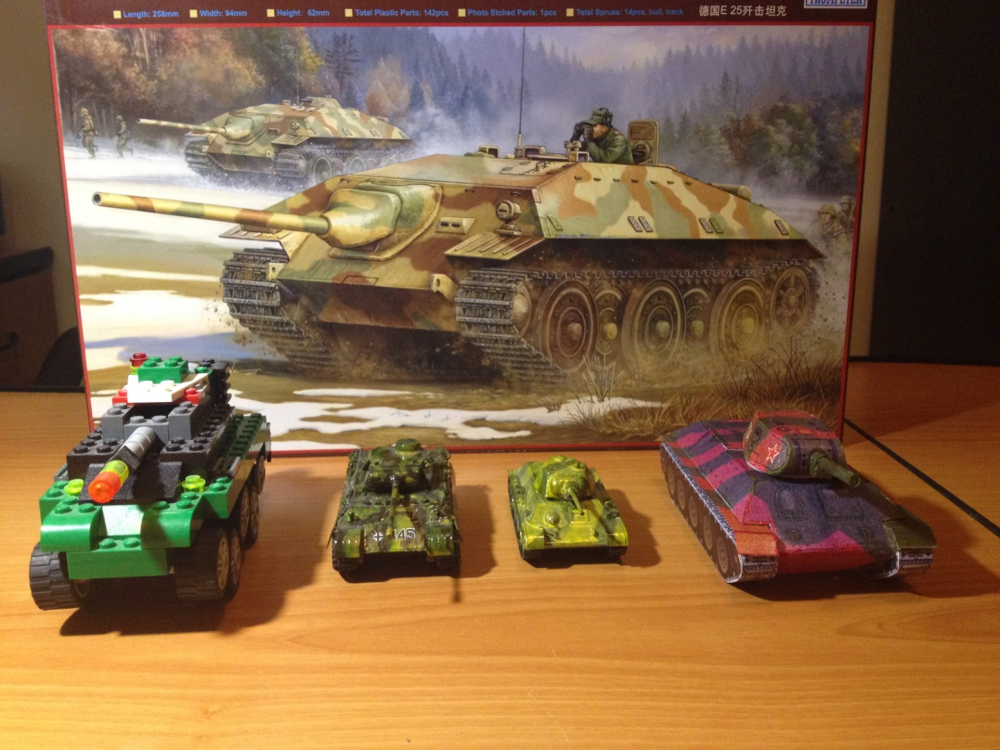 Length: 258mm Width: 94mm Height: 62mm Total Plastic Parts: 142pcs Photo Etched Parts: 1pcs Total Sprues: 14pcs, hull, track 德国E 25歼击坦克
TRUMPETER
145